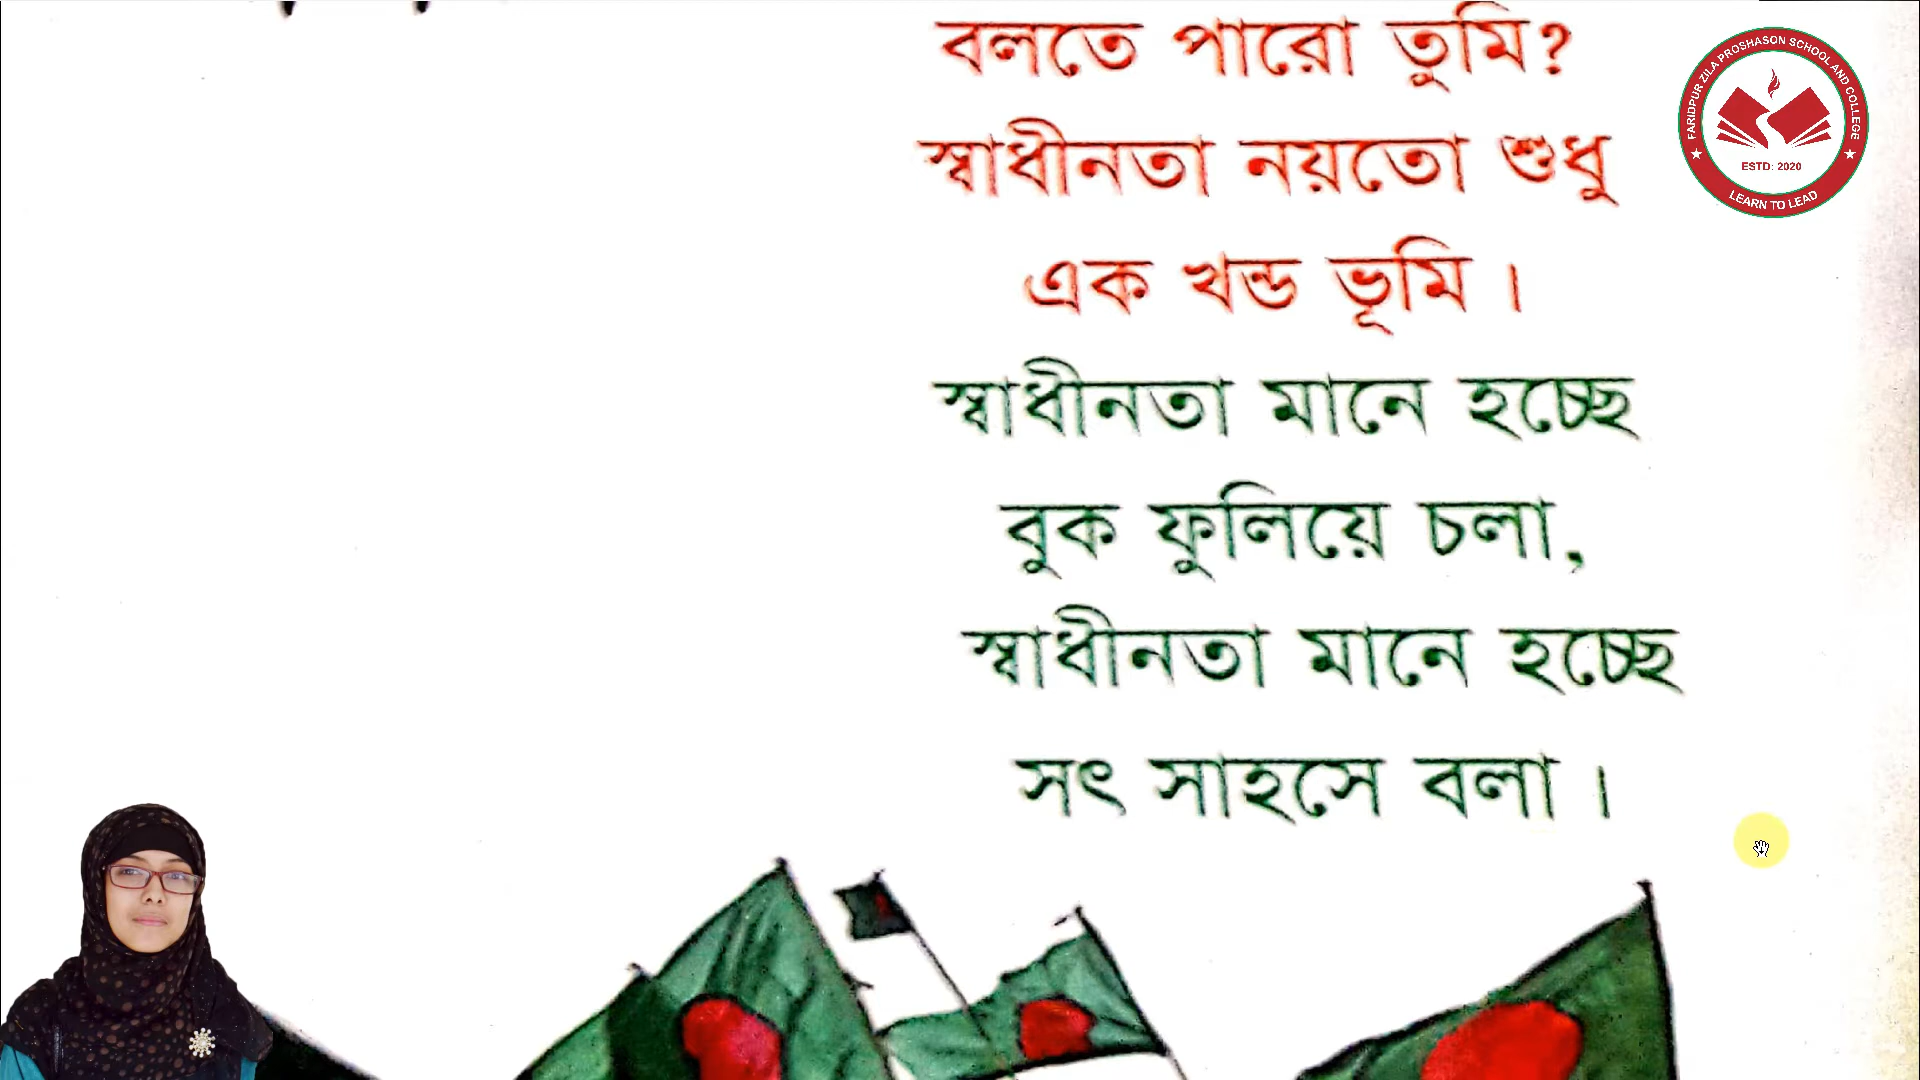 বলতে পারো তুমি?
স্বাধীনতা নয়তো শুধু
এক খন্ড ভূমি।
স্বাধীনতা মানে হচ্ছে
বুক ফুলিয়ে চলা,
স্বাধীনতা মানে হচ্ছে
সৎ সাহসে বলা।
FARIDPUR ZILA PROSHASON SCHOOL AND COLLEGE
ESTD: 2020
LEARN TO LEAD